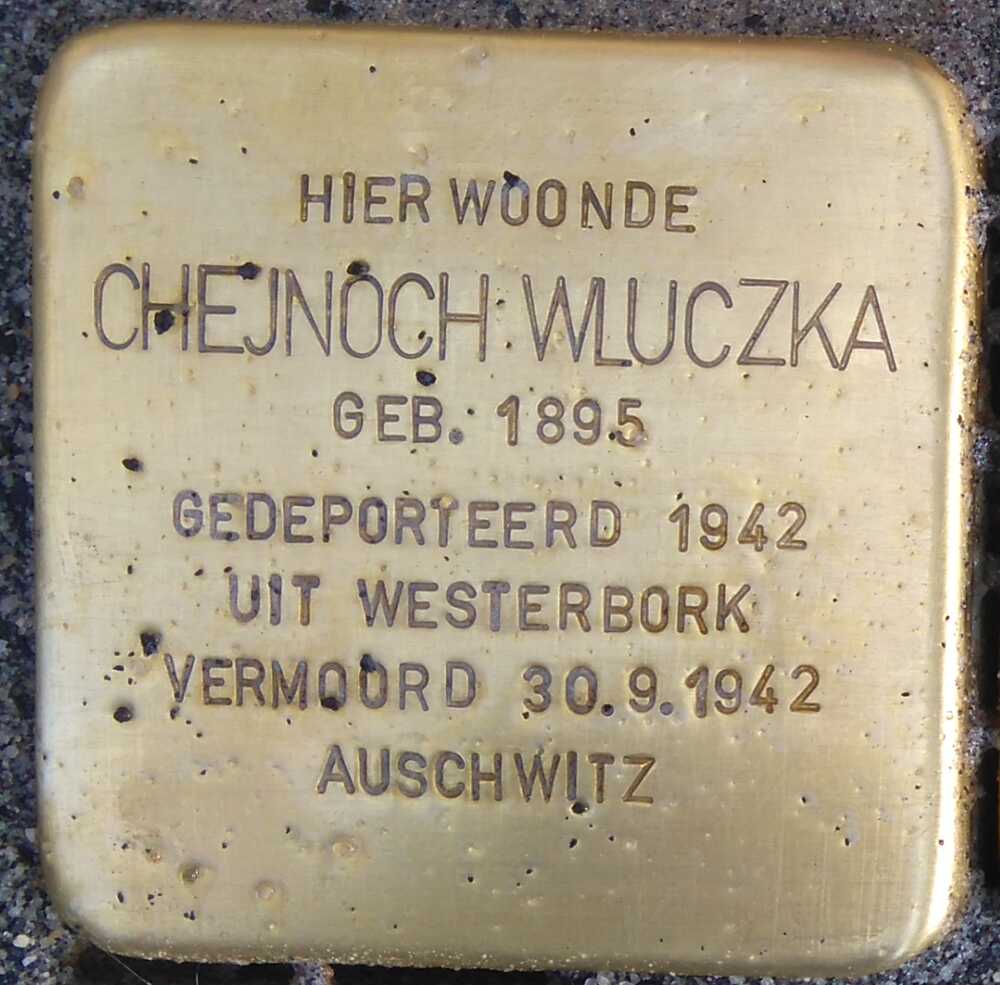 HIER WOONDE
CHEJNOCH WLUCZKA
GEB. 1895
GEDEPORTEERD 1942
UIT WESTERBORK
VERMOORD 30.9.1942
AUSCHWITZ